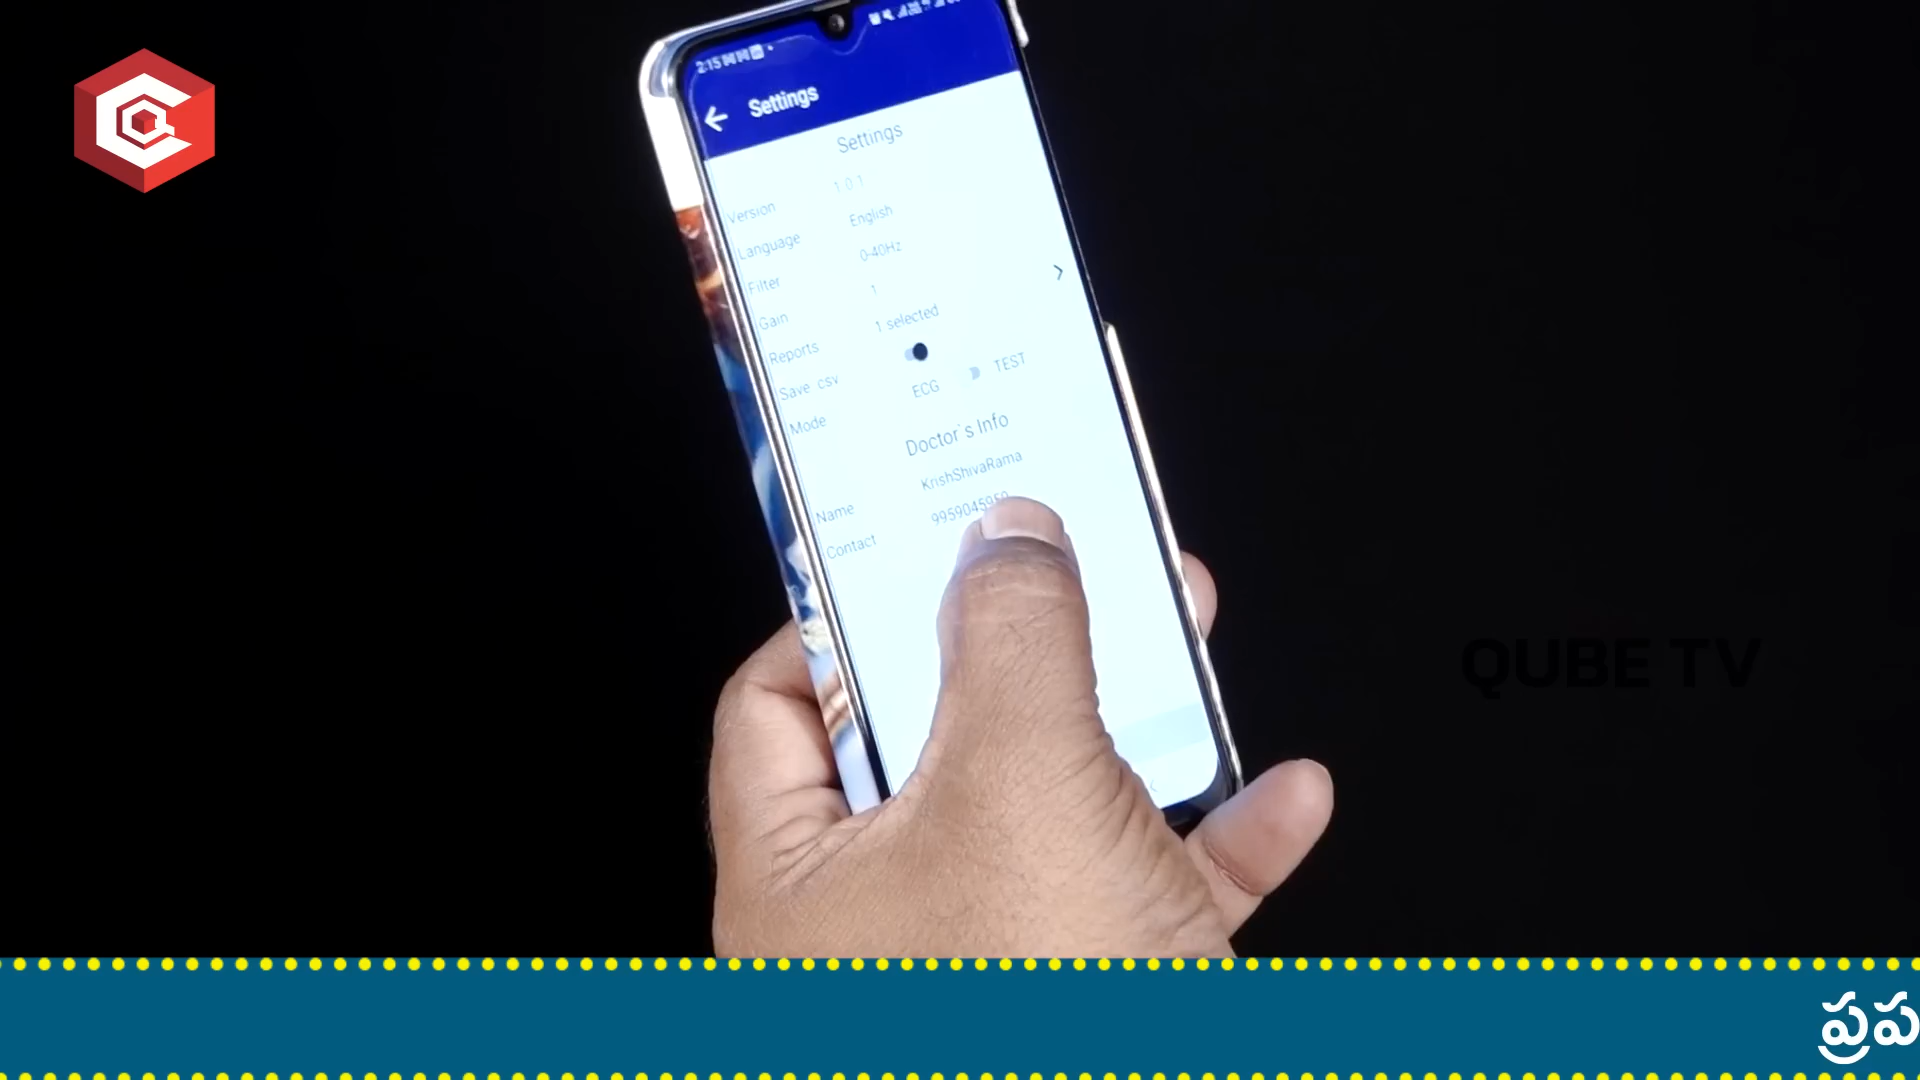 2:15
Settings
Settings
Version 1.0.1
Language English
Filter 0-40Hz
Gain 1
Reports 1 selected
Save csv
Mode ECG TEST
Doctor`s Info
Name KrishShivaRama
Contact
QUBE TV
ప్రప